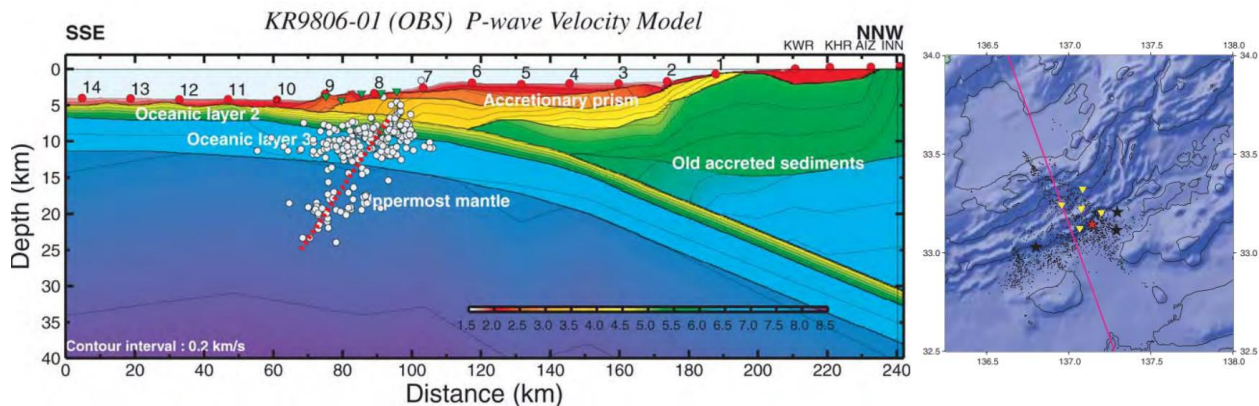 KR9806-01 (OBS) P-wave Velocity Model
SSE
NNW
KWR KHR AIZ INN
14 13 12 11 10 9 8 7 6 5 4 3 2 1
Accretionary prism
Oceanic layer 2
Oceanic layer 3
Old accreted sediments
Uppermost mantle
1.5 2.0 2.5 3.0 3.5 4.0 4.5 5.0 5.5 6.0 6.5 7.0 7.5 8.0 8.5
Contour interval : 0.2 km/s
0
5
10
15
20
25
30
35
40
Depth (km)
0 20 40 60 80 100 120 140 160 180 200 220 240
Distance (km)
136.5 137.0 137.5 138.0
34.0 34.0
33.5 33.5
33.0 33.0
32.5 32.5
136.5 137.0 137.5 138.0